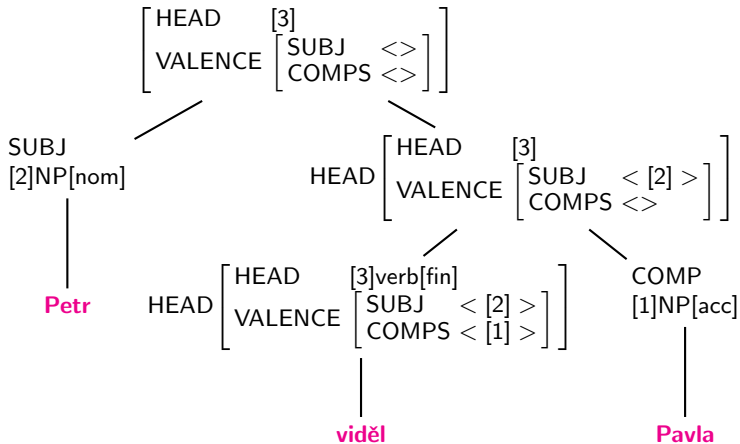 HEAD [3]
VALENCE [SUBJ <>
COMPS <>]
SUBJ
[2]NP[nom]
HEAD [3]
HEAD VALENCE [SUBJ < [2] >
COMPS <>]
Petr
HEAD [3]verb[fin]
HEAD VALENCE [SUBJ < [2] >
COMPS < [1] >]
COMP
[1]NP[acc]
viděl
Pavla